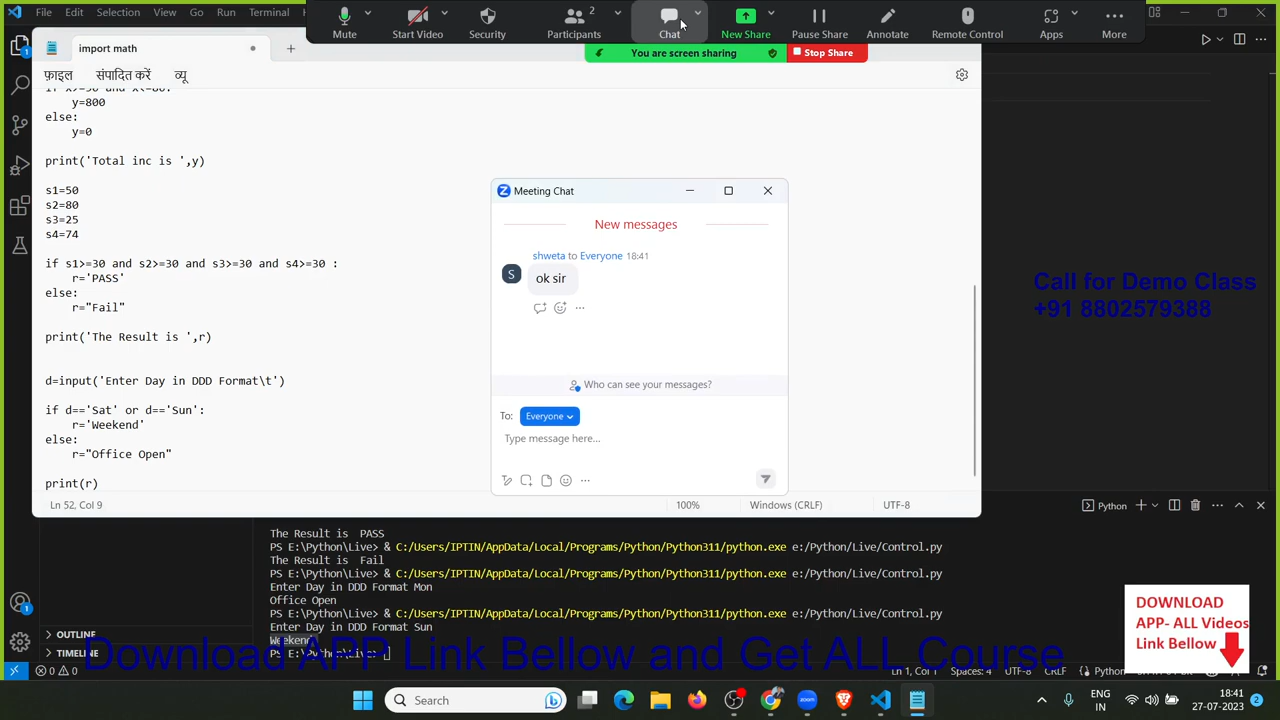 File Edit Selection View Go Run Terminal
Mute
Start Video
Security
2
Participants
Chat
New Share
Pause Share
Annotate
Remote Control
Apps
More
You are screen sharing
Stop Share
import math
फ़ाइल संपादित करें व्यू
if x>=50 and x<=80:
y=800
else:
y=0
print('Total inc is ',y)
s1=50
s2=80
s3=25
s4=74
if s1>=30 and s2>=30 and s3>=30 and s4>=30 :
r='PASS'
else:
r="Fail"
print('The Result is ',r)
d=input('Enter Day in DDD Format\t')
if d=='Sat' or d=='Sun':
r='Weekend'
else:
r="Office Open"
print(r)
Ln 52, Col 9
100%
Windows (CRLF)
UTF-8
Meeting Chat
New messages
shweta to Everyone 18:41
S
ok sir
Who can see your messages?
To: Everyone
Type message here...
Call for Demo Class
+91 8802579388
Python
The Result is  PASS
PS E:\Python\Live> & C:/Users/IPTIN/AppData/Local/Programs/Python/Python311/python.exe e:/Python/Live/Control.py
The Result is  Fail
PS E:\Python\Live> & C:/Users/IPTIN/AppData/Local/Programs/Python/Python311/python.exe e:/Python/Live/Control.py
Enter Day in DDD Format Mon
Office Open
PS E:\Python\Live> & C:/Users/IPTIN/AppData/Local/Programs/Python/Python311/python.exe e:/Python/Live/Control.py
Enter Day in DDD Format Sun
Weekend
PS E:\Python\Live>
OUTLINE
TIMELINE
Download APP Link Bellow and Get ALL Course
DOWNLOAD
APP- ALL Videos
Link Bellow
0 0
Ln 1, Col 1 Spaces: 4 UTF-8 CRLF Python
Search
ENG
IN
18:41
27-07-2023
2